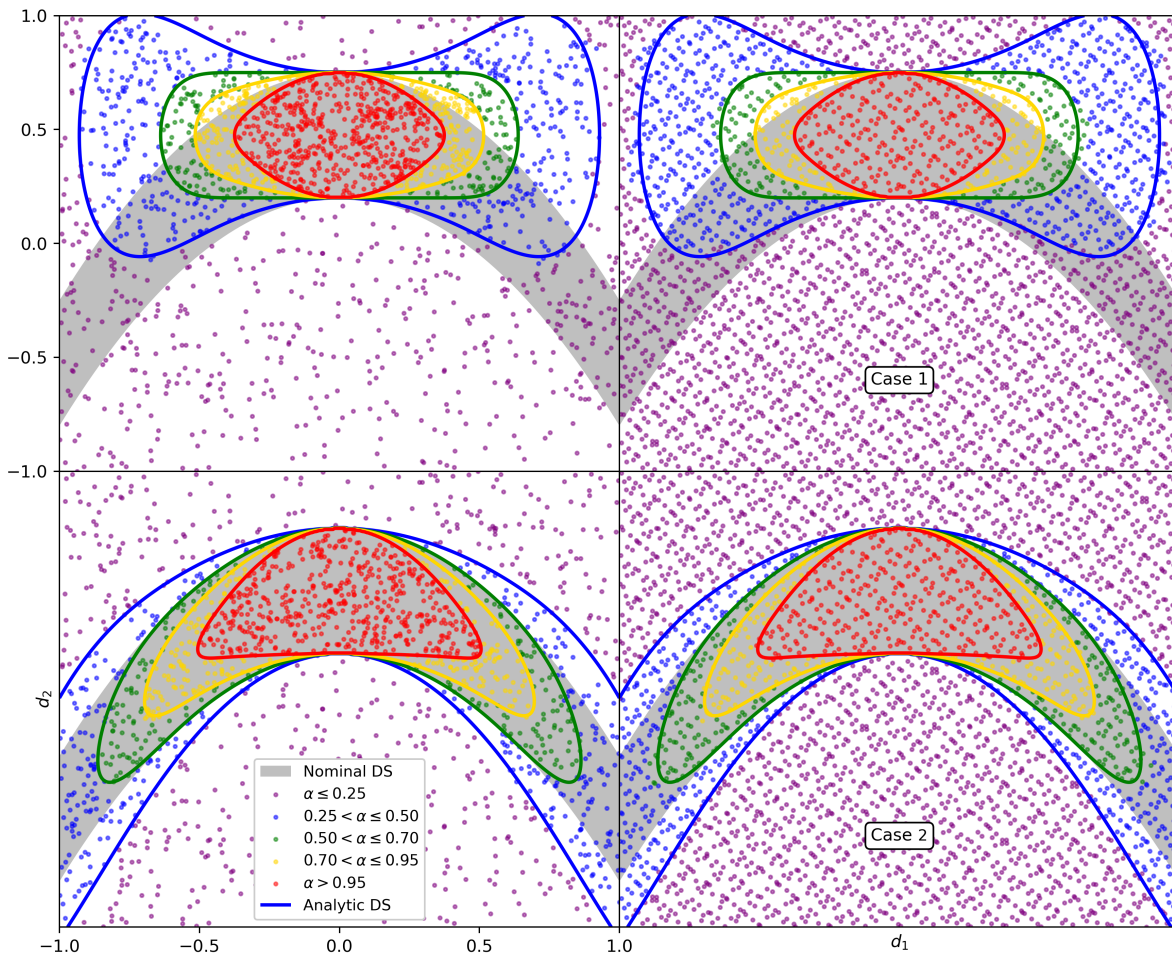 1.0
0.5
0.0
−0.5
−1.0
Case 1
d₂
Nominal DS
α ≤ 0.25
0.25 < α ≤ 0.50
0.50 < α ≤ 0.70
0.70 < α ≤ 0.95
α > 0.95
Analytic DS
Case 2
−1.0
−0.5
0.0
0.5
1.0
d₁